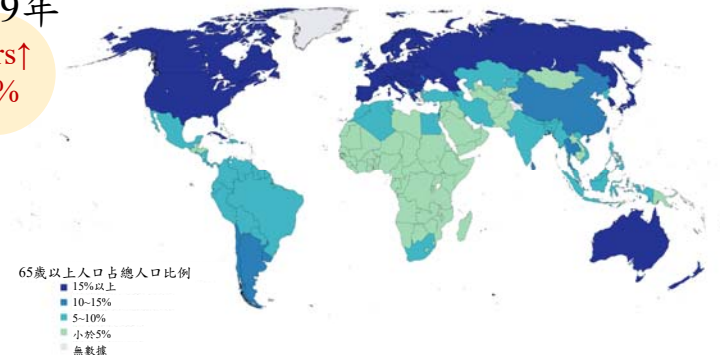 9年
rs↑
%
65歲以上人口占總人口比例
15%以上
10~15%
5~10%
小於5%
無數據